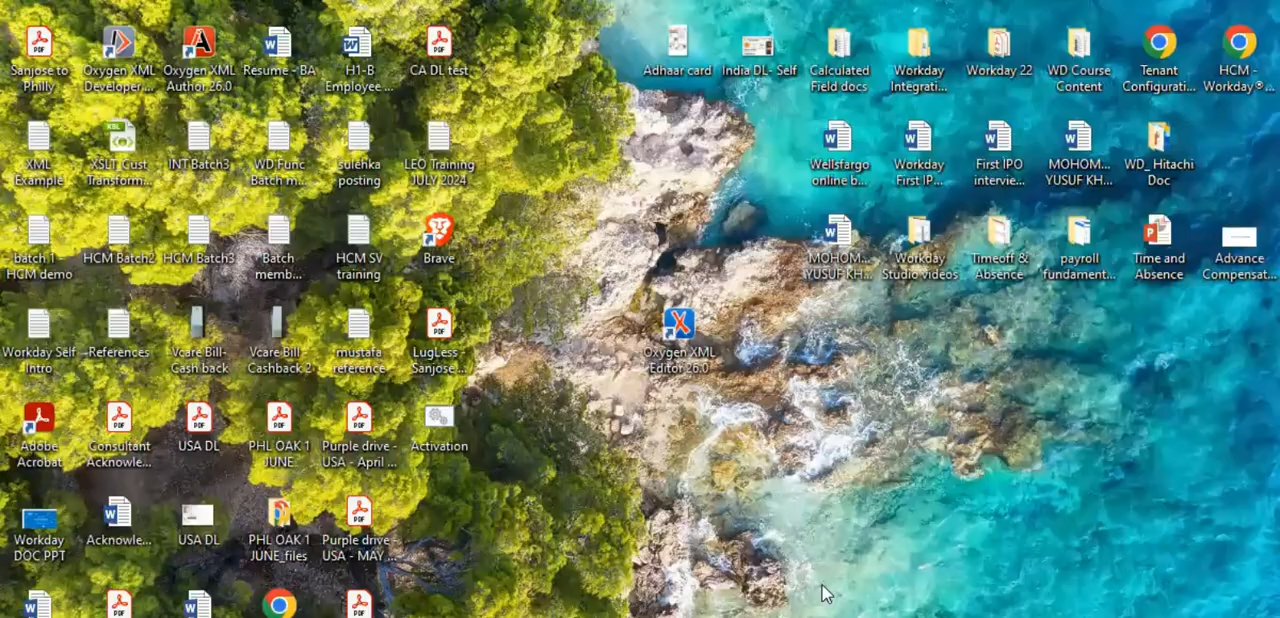 Sanjose to
Philly
Oxygen XML
Developer...
Oxygen XML
Author 26.0
Resume - BA
H1-B
Employee ...
CA DL test
Adhaar card
India DL- Self
Calculated
Field docs
Workday
Integrati...
Workday 22
WD Course
Content
Tenant
Configurati...
HCM -
Workday®...
XML
Example
XSLT_Cust
Transform...
INT Batch3
WD Func
Batch m...
sulehka
posting
LEO Training
JULY 2024
Wellsfargo
online b...
Workday
First IP...
First IPO
intervie...
MOHOM...
YUSUF KH...
WD_Hitachi
Doc
batch 1
HCM demo
HCM Batch2
HCM Batch3
Batch
memb...
HCM SV
training
Brave
MOHOM...
YUSUF KH...
Workday
Studio videos
Timeoff &
Absence
payroll
fundament...
Time and
Absence
Advance
Compensat...
Workday Self
Intro
References
Vcare Bill-
Cash back
Vcare Bill
Cashback 2
mustafa
reference
LugLess -
Sanjose ...
Oxygen XML
Editor 26.0
Adobe
Acrobat
Consultant
Acknowle...
USA DL
PHL OAK 1
JUNE
Purple drive -
USA - April ...
Activation
Workday
DOC PPT
Acknowle...
USA DL
PHL OAK 1
JUNE_files
Purple drive -
USA - MAY ...